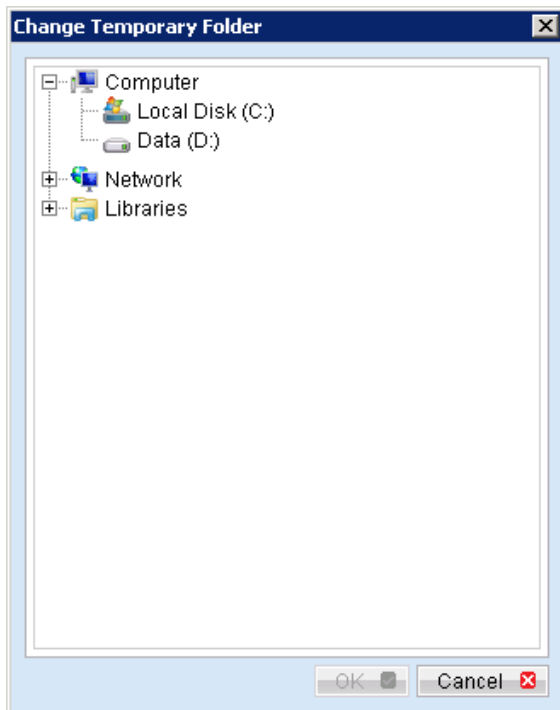 Change Temporary Folder
Computer
Local Disk (C:)
Data (D:)
Network
Libraries
OK
Cancel